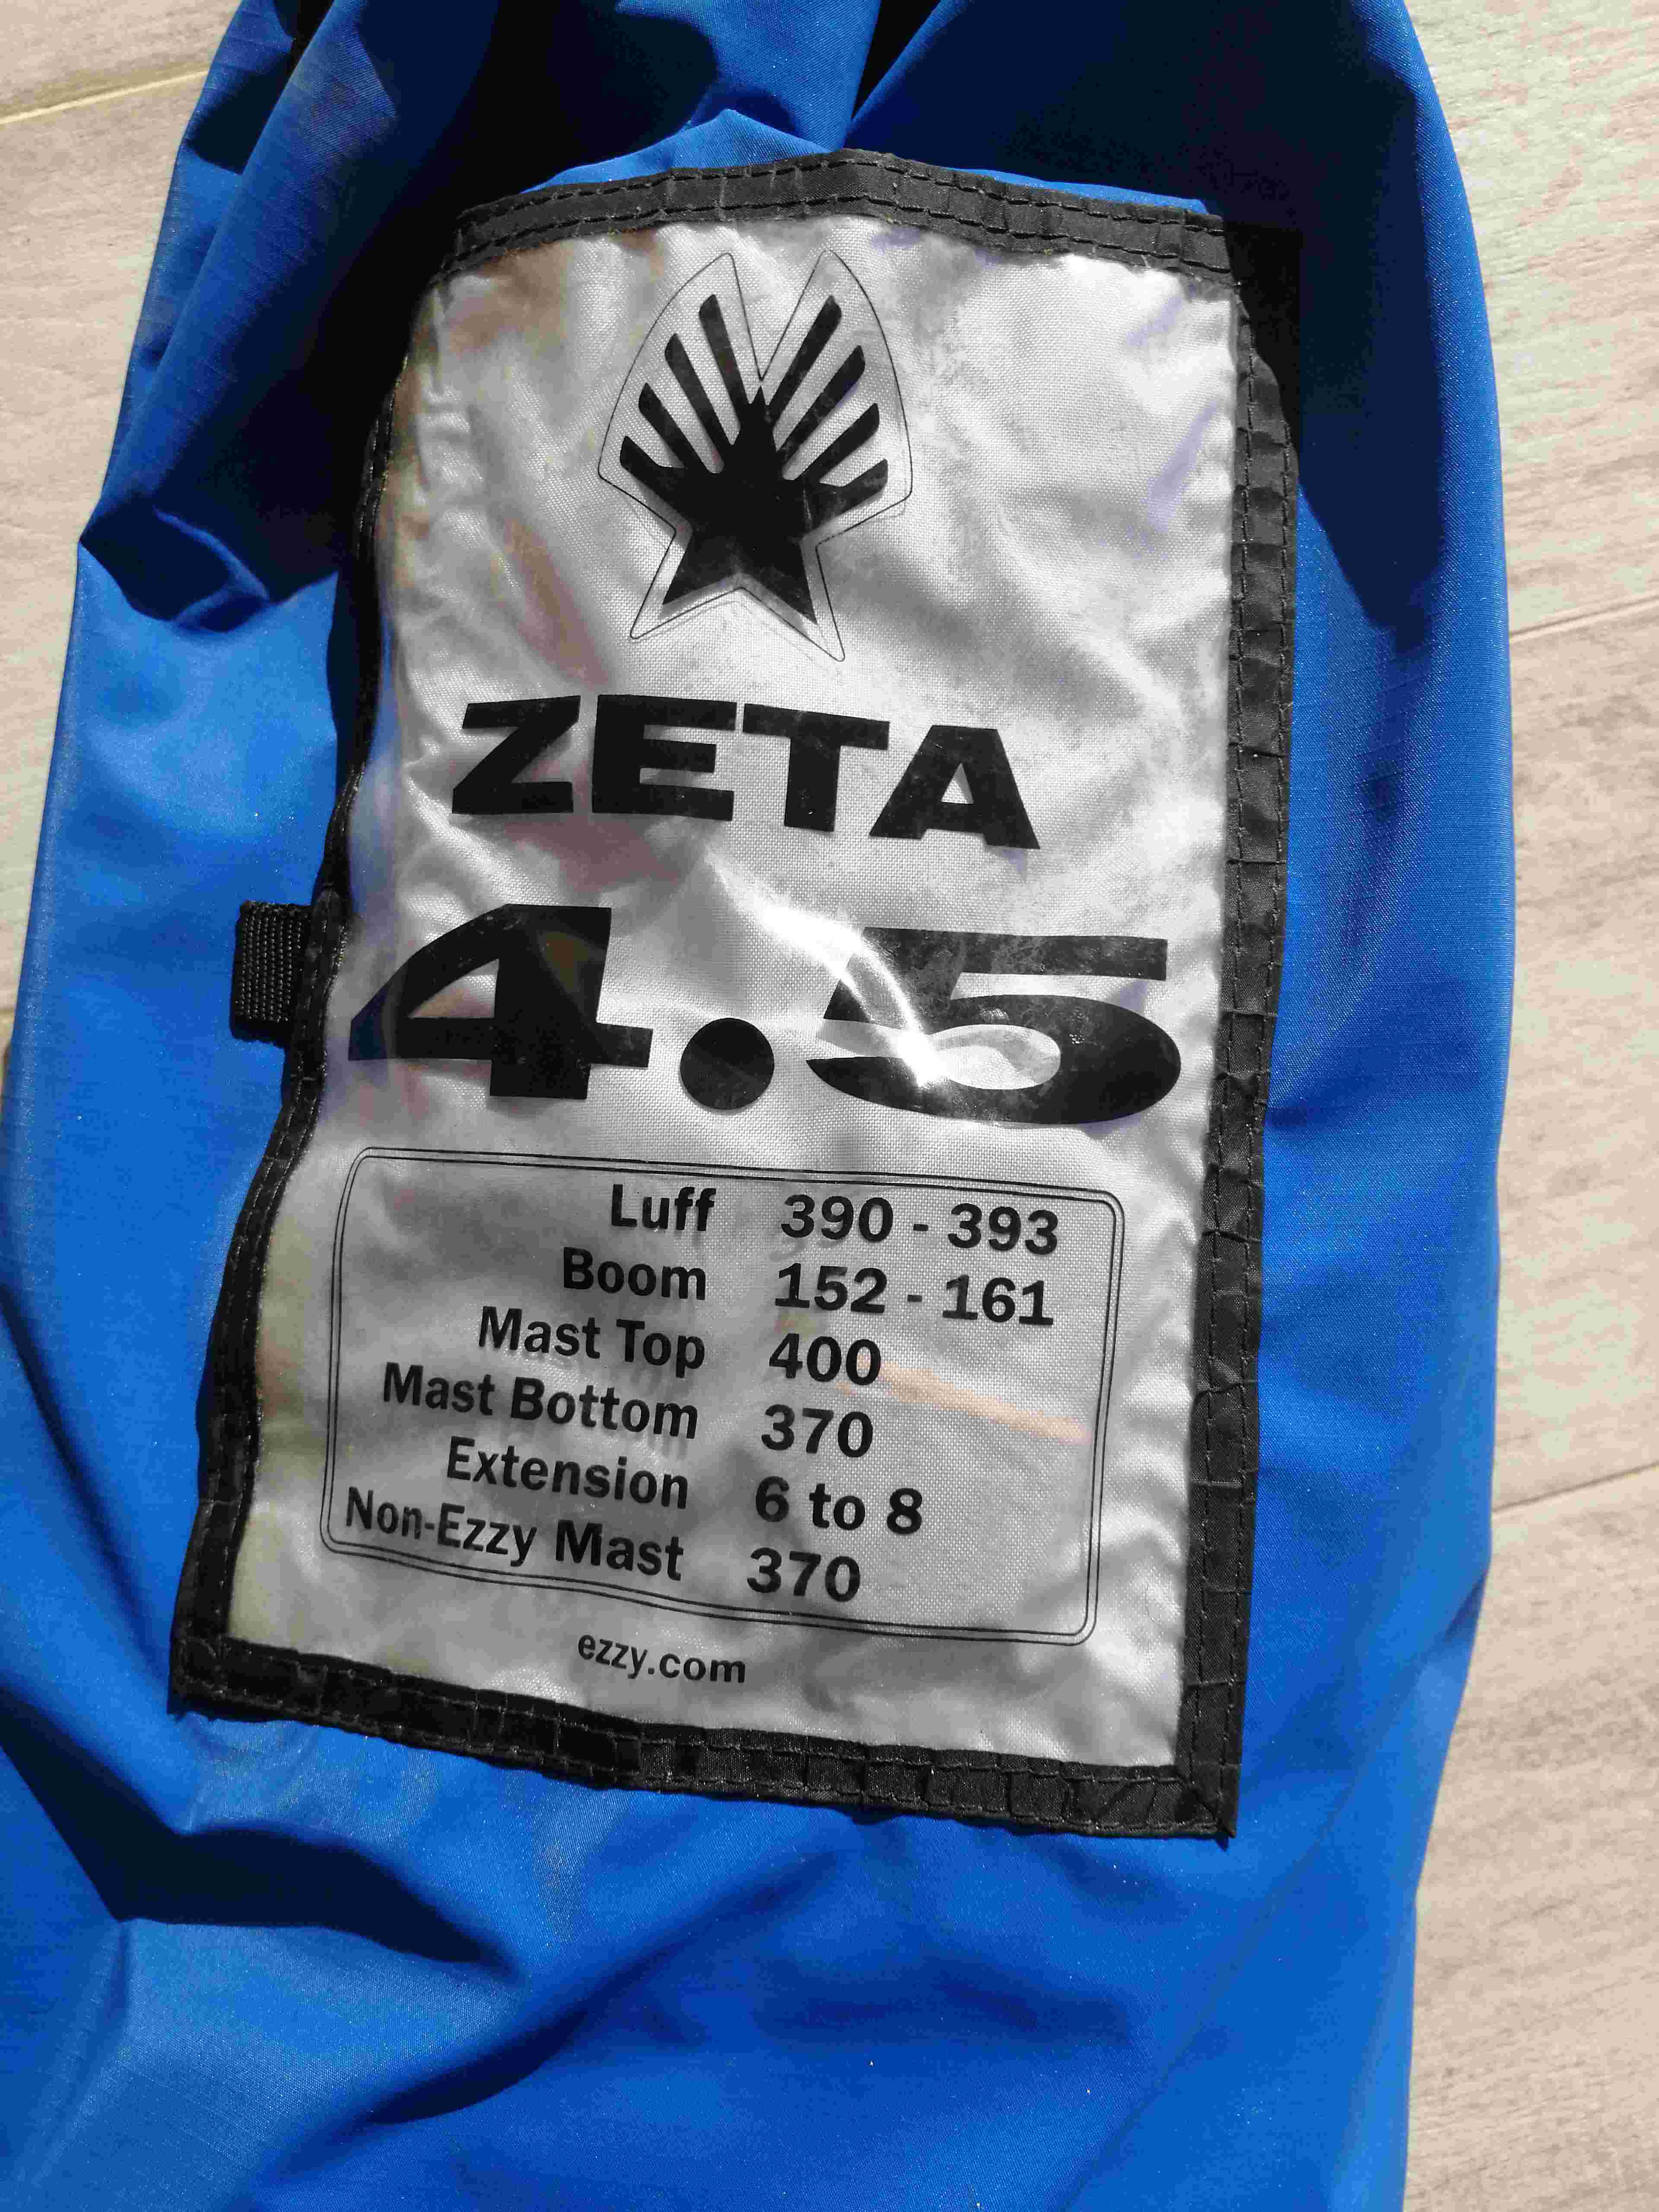 ZETA
4.5
Luff 390 - 393
Boom 152 - 161
Mast Top 400
Mast Bottom 370
Extension 6 to 8
Non-Ezzy Mast 370
ezzy.com